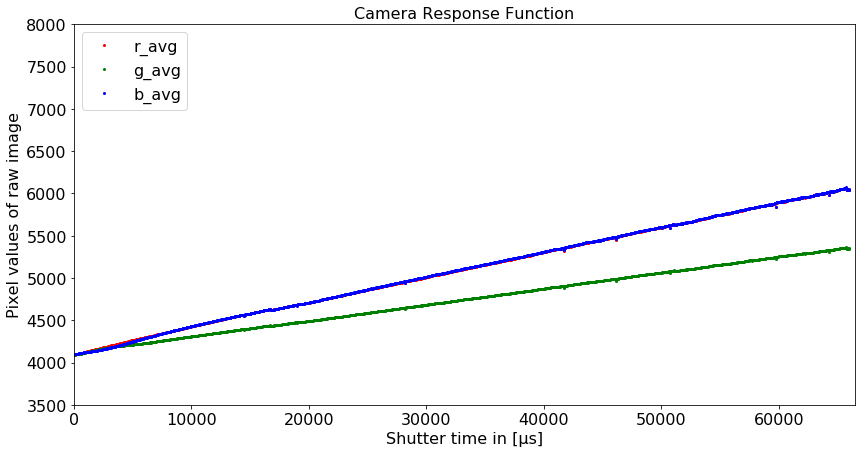 Camera Response Function
r_avg
g_avg
b_avg
Pixel values of raw image
8000
7500
7000
6500
6000
5500
5000
4500
4000
3500
0 10000 20000 30000 40000 50000 60000
Shutter time in [µs]